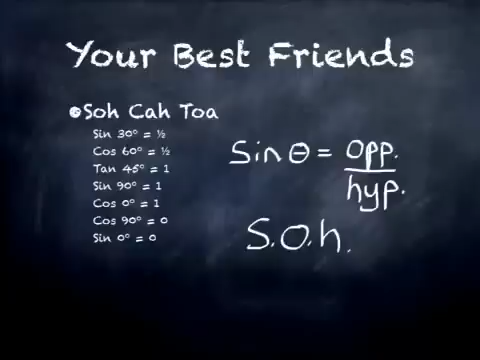 Your Best Friends
Soh Cah Toa
Sin 30° = ½
Cos 60° = ½
Tan 45° = 1
Sin 90° = 1
Cos 0° = 1
Cos 90° = 0
Sin 0° = 0
Sin θ = opp.
hyp.
S.O.h.